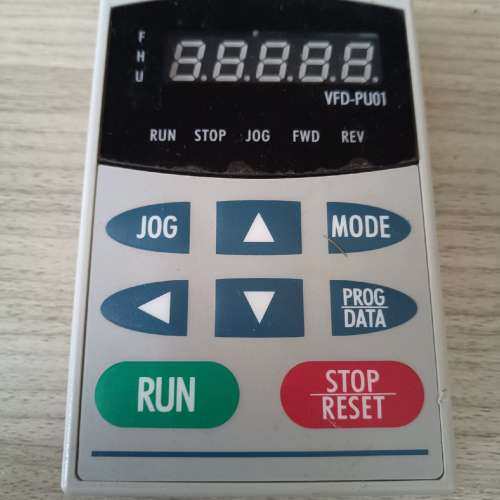 F
H
U
8.8.8.8.8.
VFD-PU01
RUN STOP JOG FWD REV
JOG
MODE
PROG
DATA
RUN
STOP
RESET